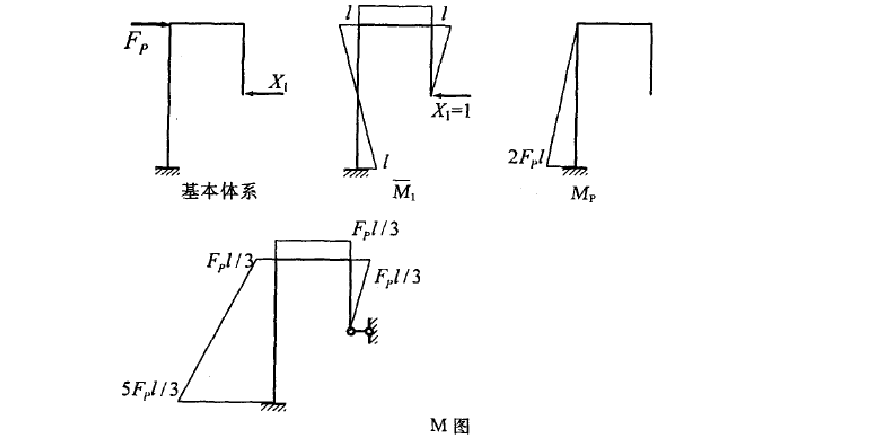 F_P
X_1
基本体系
l l
X_1=1
l
M̅_1
2F_Pl
M_P
F_Pl/3
F_Pl/3
F_Pl/3
5F_Pl/3
M 图